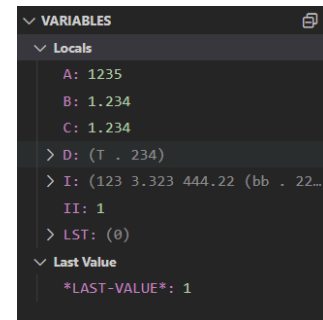 VARIABLES
Locals
A: 1235
B: 1.234
C: 1.234
D: (T . 234)
I: (123 3.323 444.22 (bb . 22…
II: 1
LST: (0)
Last Value
*LAST-VALUE*: 1